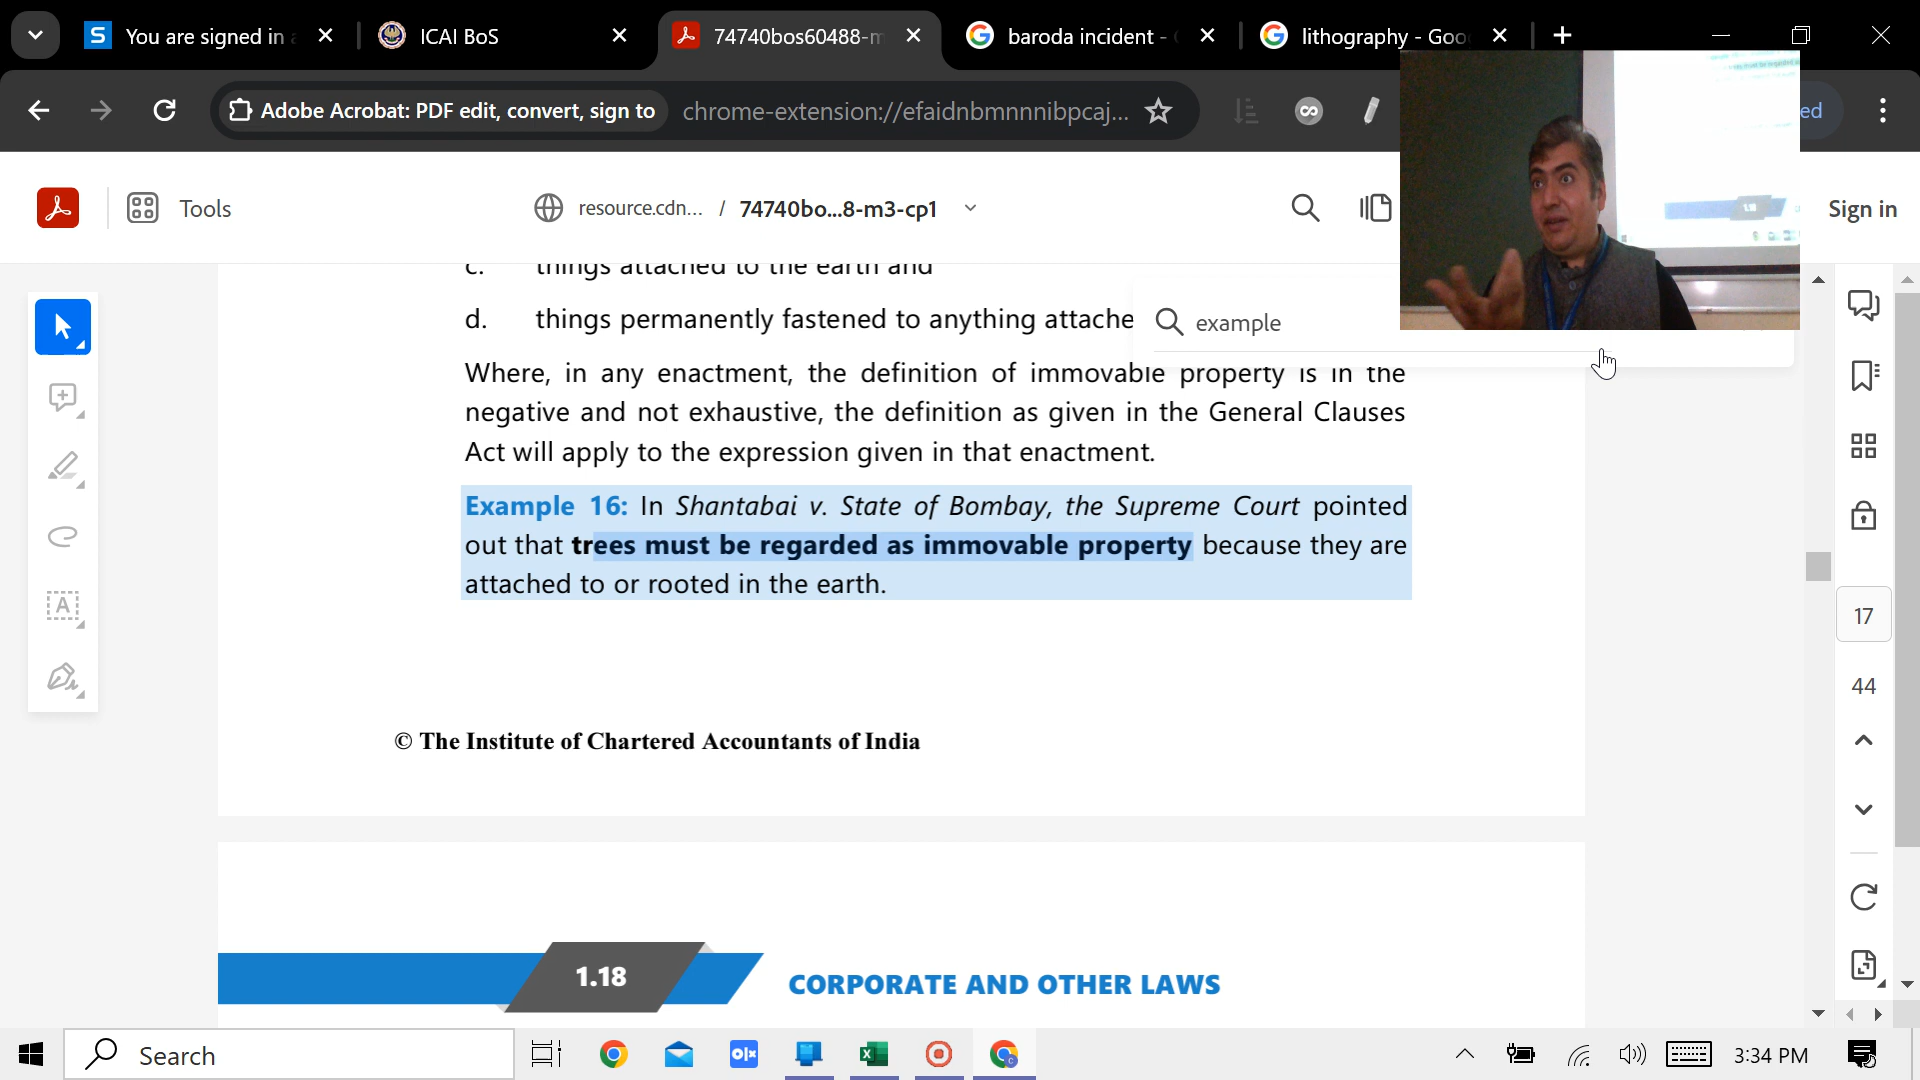 You are signed in
ICAI BoS
74740bos60488-m
baroda incident -
lithography - Goo
Adobe Acrobat: PDF edit, convert, sign to
chrome-extension://efaidnbmnnnibpcaj...
ed
Tools
resource.cdn... / 74740bo...8-m3-cp1
Sign in
c. things attached to the earth and
d. things permanently fastened to anything attache
example
Where, in any enactment, the definition of immovable property is in the
negative and not exhaustive, the definition as given in the General Clauses
Act will apply to the expression given in that enactment.
Example 16: In Shantabai v. State of Bombay, the Supreme Court pointed
out that trees must be regarded as immovable property because they are
attached to or rooted in the earth.
17
44
© The Institute of Chartered Accountants of India
1.18
CORPORATE AND OTHER LAWS
Search
3:34 PM